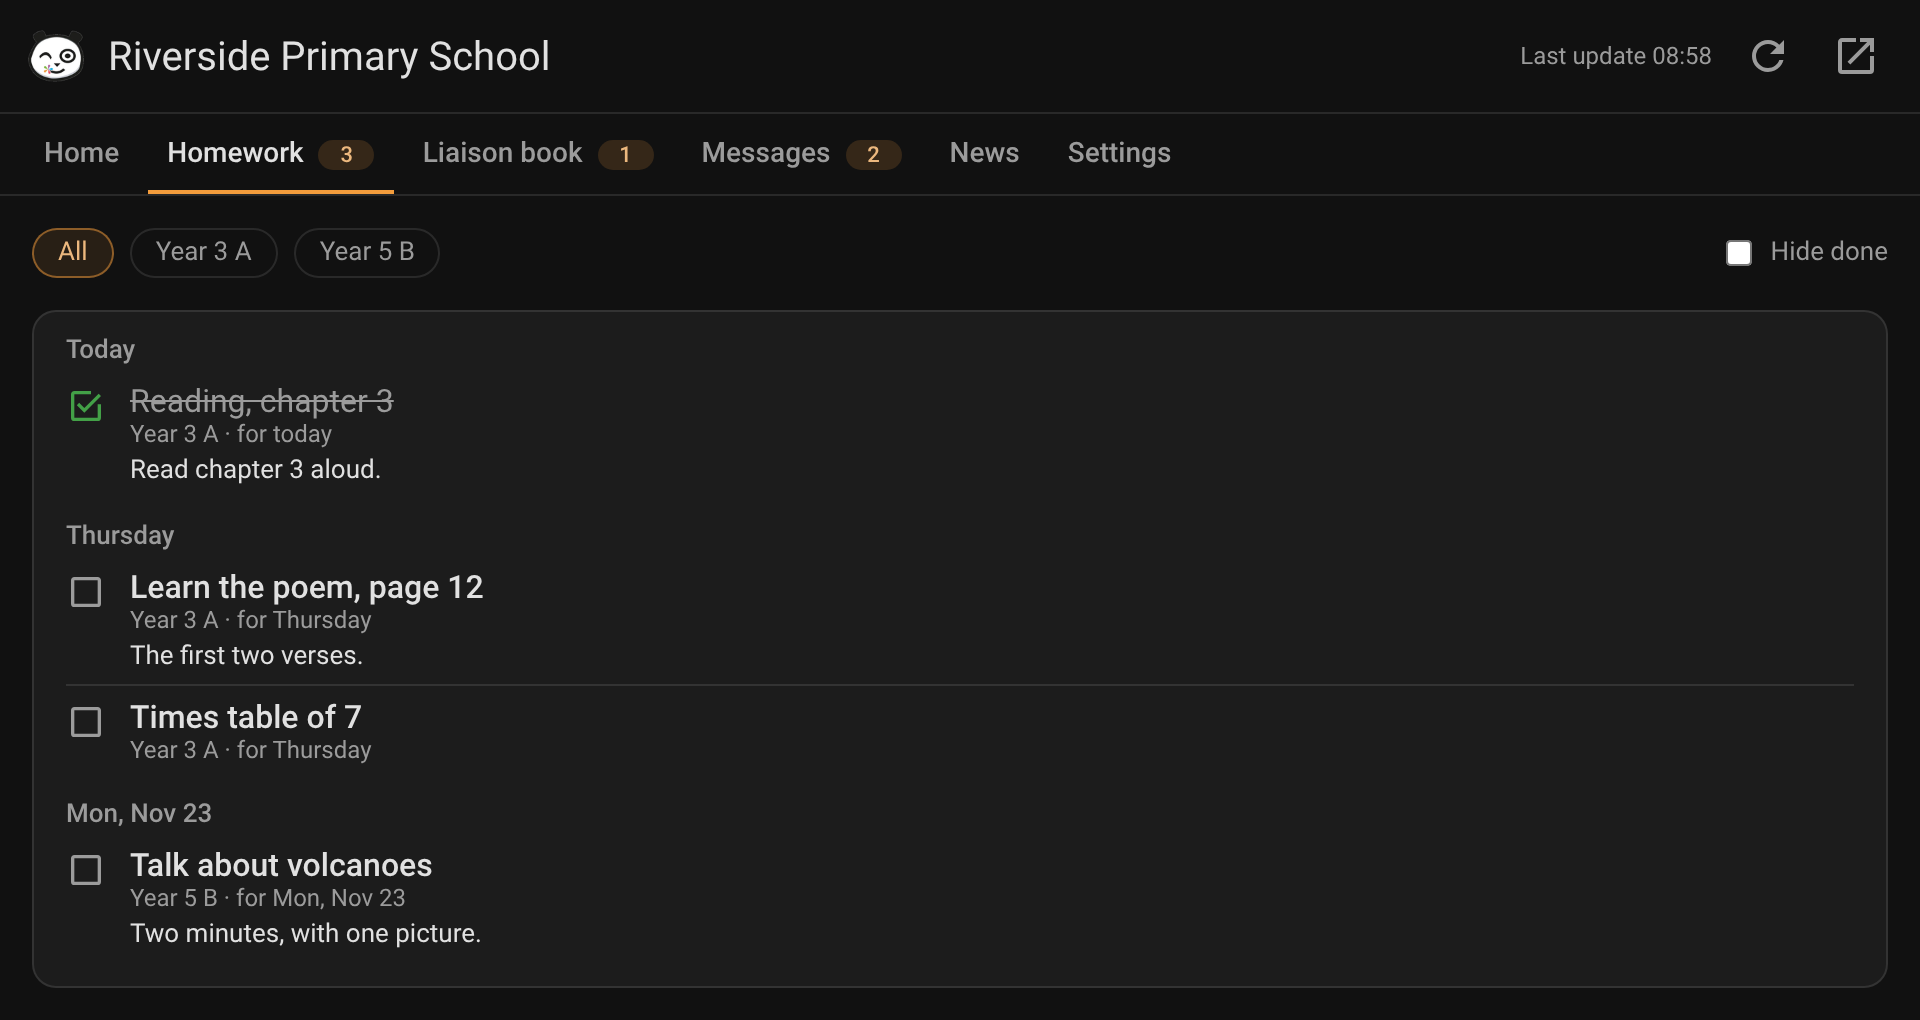 Riverside Primary School
Last update 08:58
Home
Homework 3
Liaison book 1
Messages 2
News
Settings
All
Year 3 A
Year 5 B
Hide done
Today
Reading, chapter 3
Year 3 A · for today
Read chapter 3 aloud.
Thursday
Learn the poem, page 12
Year 3 A · for Thursday
The first two verses.
Times table of 7
Year 3 A · for Thursday
Mon, Nov 23
Talk about volcanoes
Year 5 B · for Mon, Nov 23
Two minutes, with one picture.